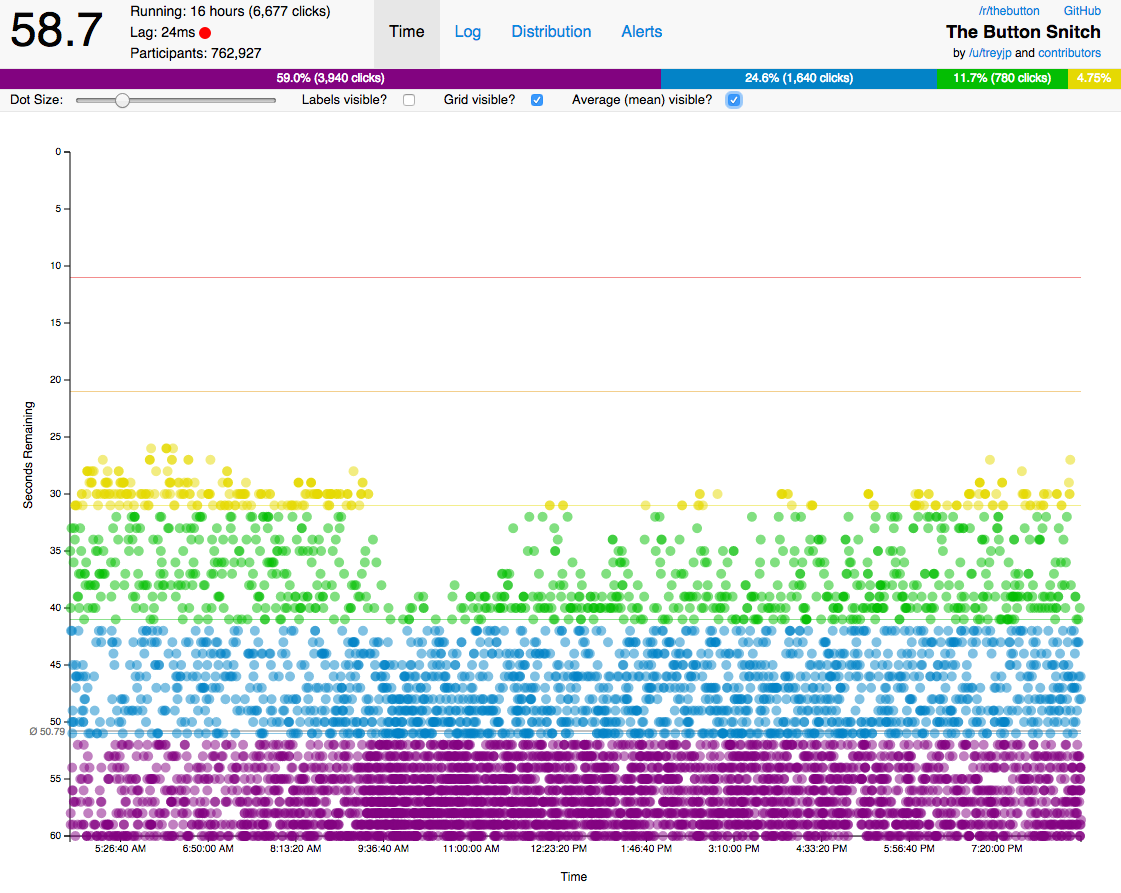 58.7
Running: 16 hours (6,677 clicks)
Lag: 24ms
Participants: 762,927
Time
Log
Distribution
Alerts
/r/thebutton
GitHub
The Button Snitch
by /u/treyjp and contributors
59.0% (3,940 clicks)
24.6% (1,640 clicks)
11.7% (780 clicks)
4.75%
Dot Size:
Labels visible?
Grid visible?
Average (mean) visible?
Seconds Remaining
0
5
10
15
20
25
30
35
40
45
50
Ø 50.79
55
60
5:26:40 AM
6:50:00 AM
8:13:20 AM
9:36:40 AM
11:00:00 AM
12:23:20 PM
1:46:40 PM
3:10:00 PM
4:33:20 PM
5:56:40 PM
7:20:00 PM
Time